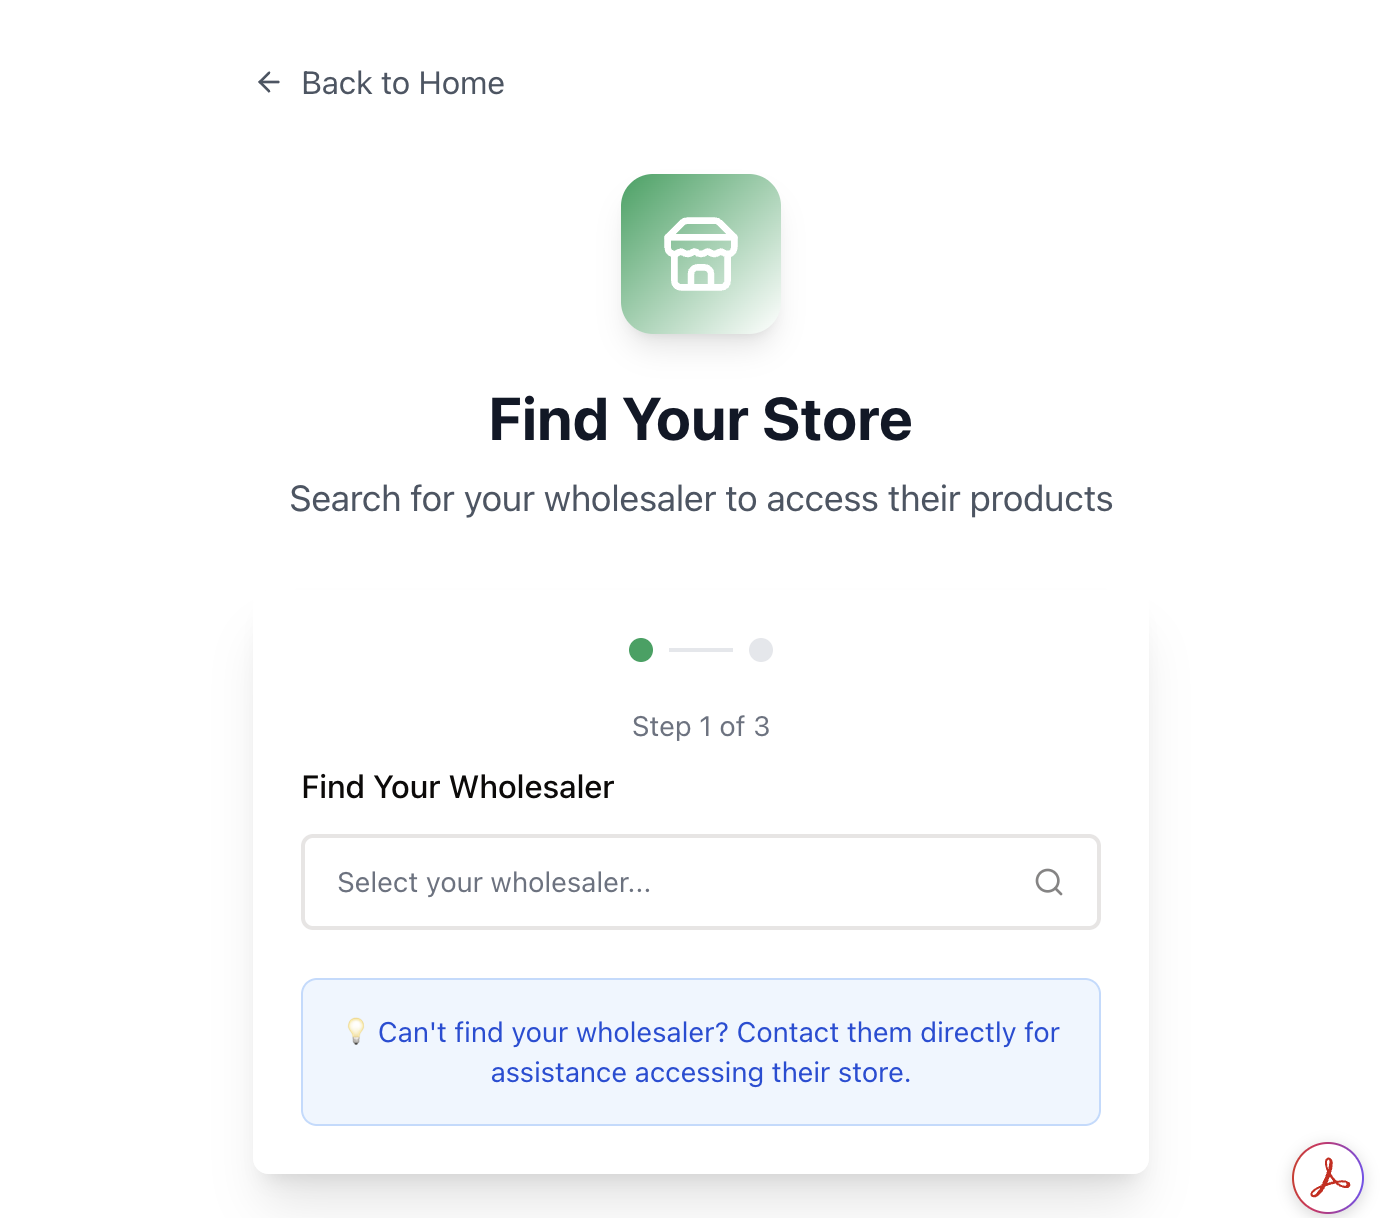 Back to Home
Find Your Store
Search for your wholesaler to access their products
Step 1 of 3
Find Your Wholesaler
Select your wholesaler...
💡 Can't find your wholesaler? Contact them directly for
assistance accessing their store.